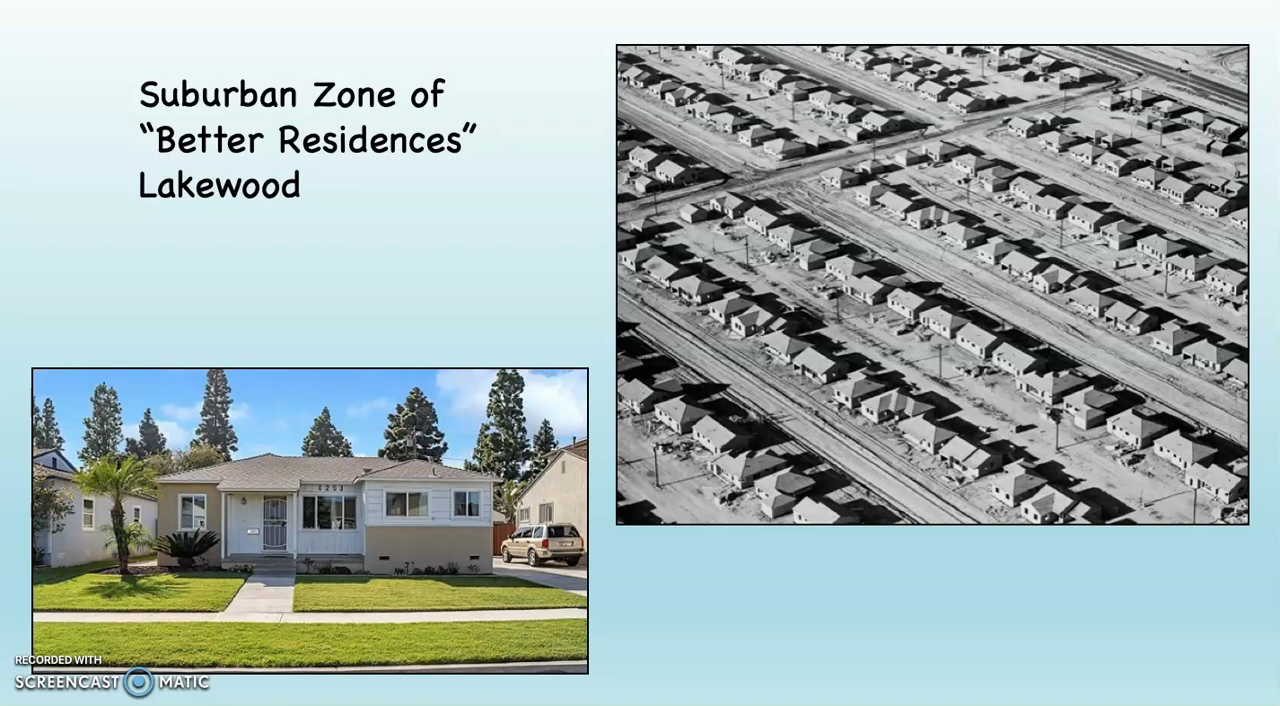 Suburban Zone of
“Better Residences”
Lakewood
RECORDED WITH
SCREENCAST MATIC